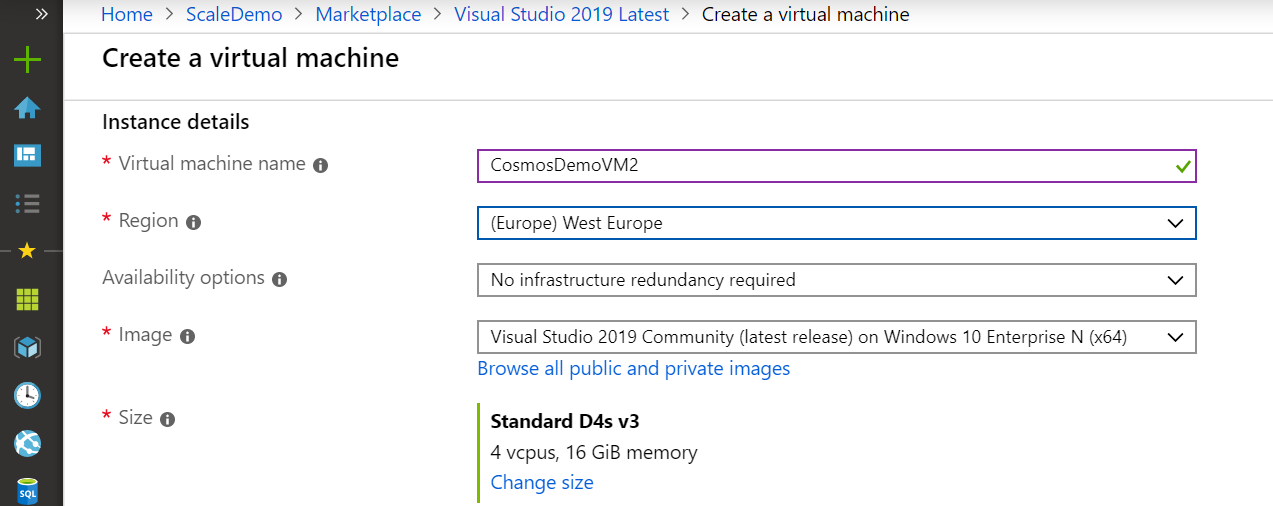 Home > ScaleDemo > Marketplace > Visual Studio 2019 Latest > Create a virtual machine
Create a virtual machine
Instance details
* Virtual machine name
CosmosDemoVM2
* Region
(Europe) West Europe
Availability options
No infrastructure redundancy required
* Image
Visual Studio 2019 Community (latest release) on Windows 10 Enterprise N (x64)
Browse all public and private images
* Size
Standard D4s v3
4 vcpus, 16 GiB memory
Change size
SQL